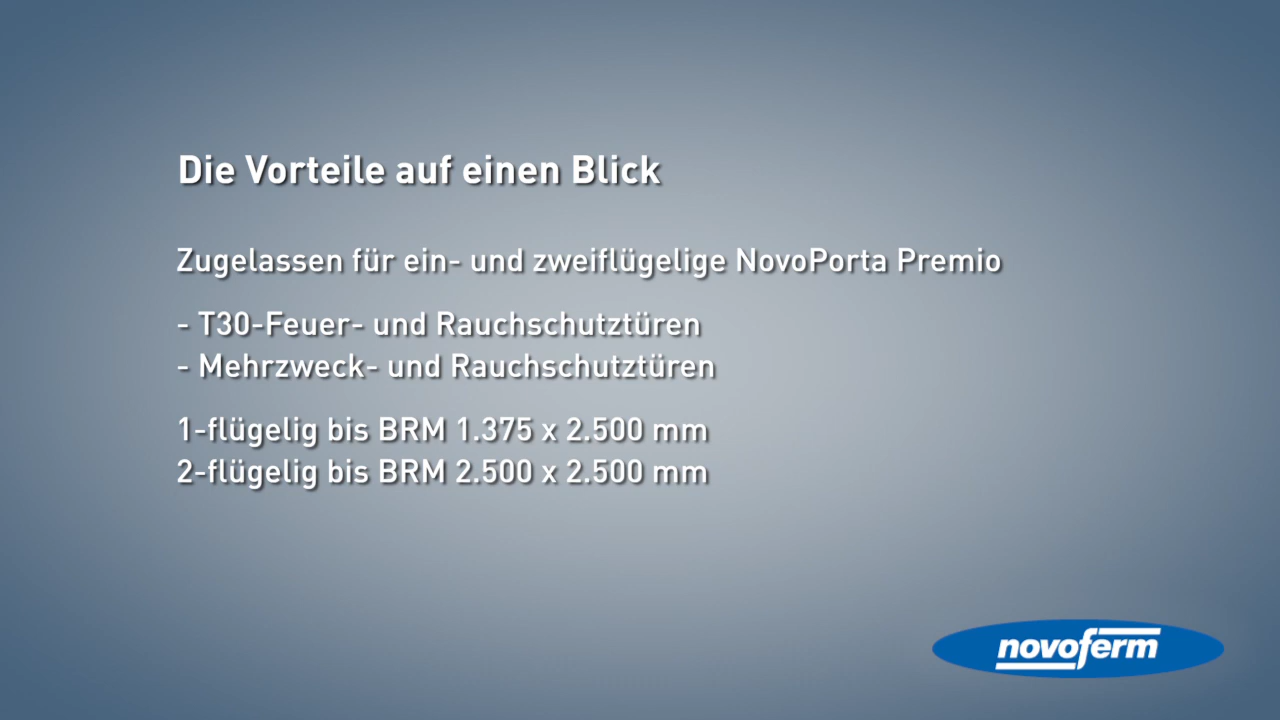 Die Vorteile auf einen Blick
Zugelassen für ein- und zweiflügelige NovoPorta Premio
- T30-Feuer- und Rauchschutztüren
- Mehrzweck- und Rauchschutztüren
1-flügelig bis BRM 1.375 x 2.500 mm
2-flügelig bis BRM 2.500 x 2.500 mm
novoferm